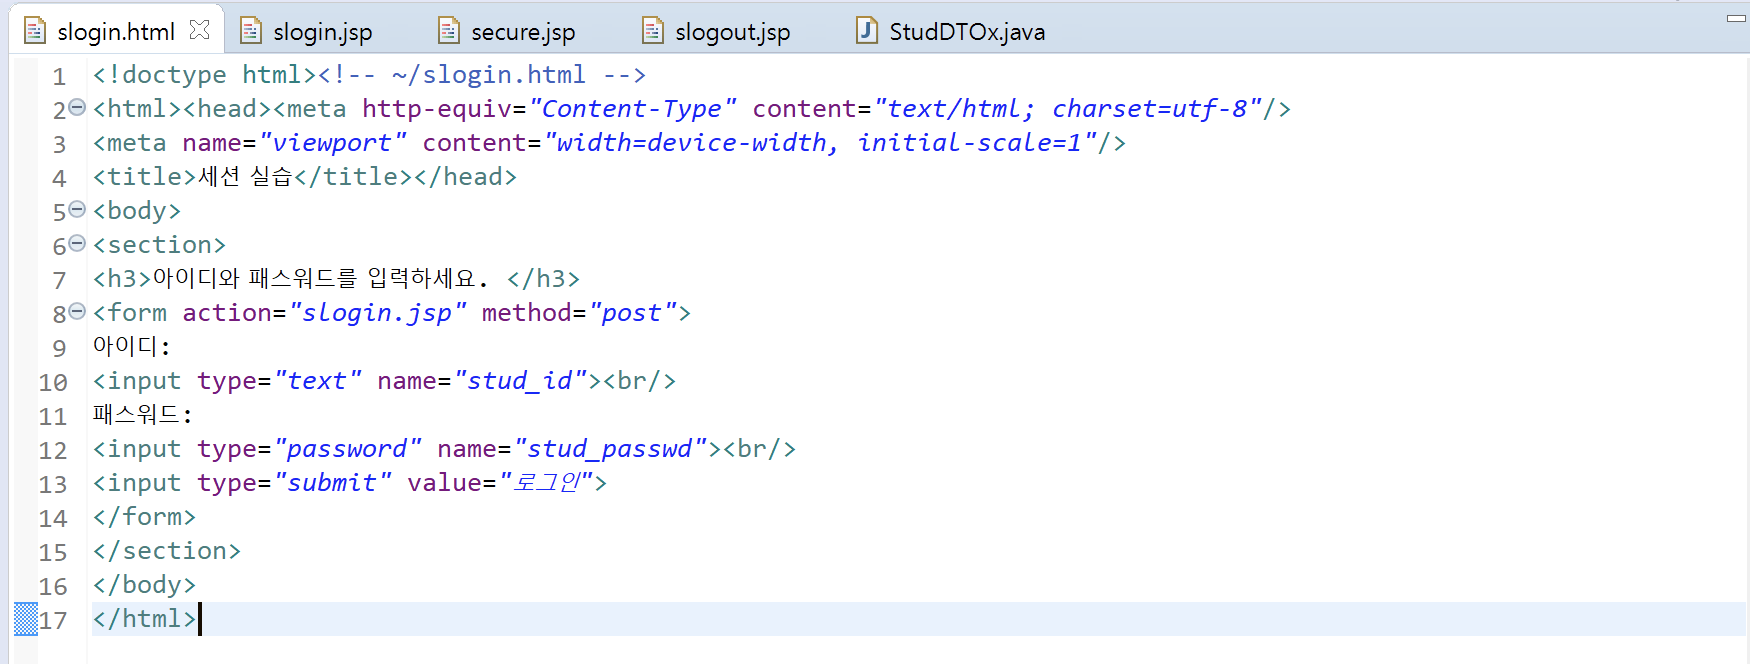 slogin.html slogin.jsp secure.jsp slogout.jsp StudDTOx.java
1 <!doctype html><!-- ~/slogin.html -->
2 <html><head><meta http-equiv="Content-Type" content="text/html; charset=utf-8"/>
3 <meta name="viewport" content="width=device-width, initial-scale=1"/>
4 <title>세션 실습</title></head>
5 <body>
6 <section>
7 <h3>아이디와 패스워드를 입력하세요. </h3>
8 <form action="slogin.jsp" method="post">
9 아이디:
10 <input type="text" name="stud_id"><br/>
11 패스워드:
12 <input type="password" name="stud_passwd"><br/>
13 <input type="submit" value="로그인">
14 </form>
15 </section>
16 </body>
17 </html>